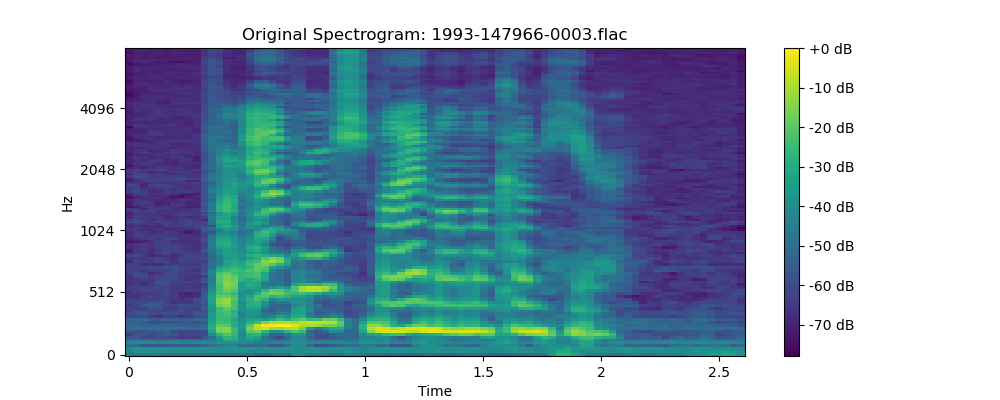 Original Spectrogram: 1993-147966-0003.flac
Hz
4096
2048
1024
512
0
0 0.5 1 1.5 2 2.5
Time
+0 dB
-10 dB
-20 dB
-30 dB
-40 dB
-50 dB
-60 dB
-70 dB